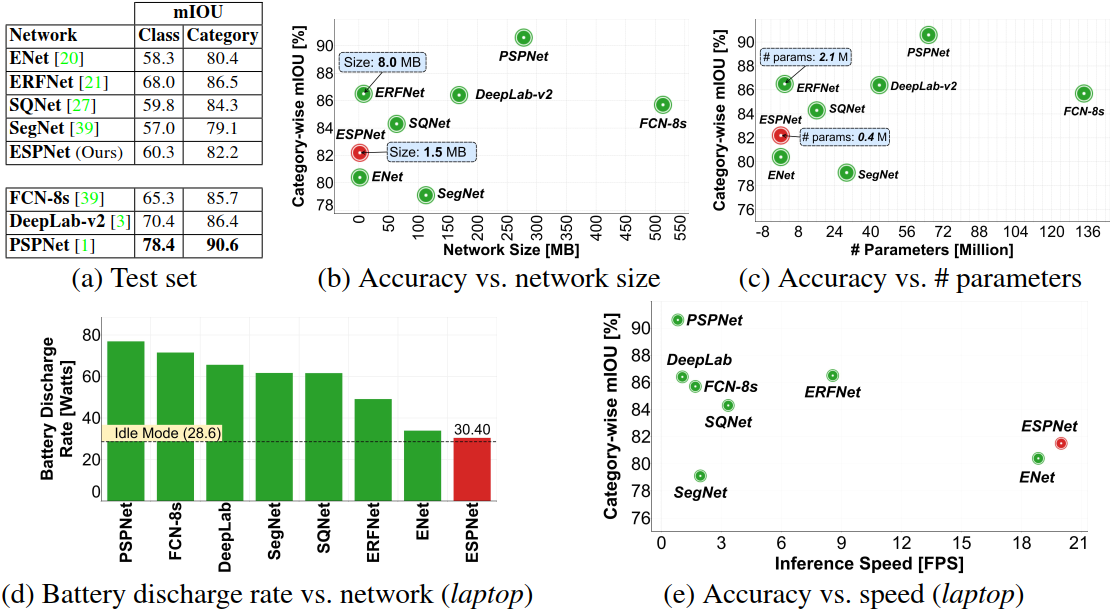 mIOU
Network Class Category
ENet [20] 58.3 80.4
ERFNet [21] 68.0 86.5
SQNet [27] 59.8 84.3
SegNet [39] 57.0 79.1
ESPNet (Ours) 60.3 82.2
FCN-8s [39] 65.3 85.7
DeepLab-v2 [3] 70.4 86.4
PSPNet [1] 78.4 90.6
(a) Test set
Category-wise mIOU [%]
90
88
86
84
82
80
78
PSPNet
Size: 8.0 MB
ERFNet
DeepLab-v2
FCN-8s
SQNet
ESPNet
Size: 1.5 MB
ENet
SegNet
0 50 100 150 200 250 300 350 400 450 500 550
Network Size [MB]
(b) Accuracy vs. network size
Category-wise mIOU [%]
90
88
86
84
82
80
78
76
PSPNet
# params: 2.1 M
ERFNet
DeepLab-v2
FCN-8s
SQNet
ESPNet
# params: 0.4 M
ENet
SegNet
-8 8 24 40 56 72 88 104 120 136
# Parameters [Million]
(c) Accuracy vs. # parameters
Battery Discharge
Rate [Watts]
80
60
40
20
0
Idle Mode (28.6)
30.40
PSPNet
FCN-8s
DeepLab
SegNet
SQNet
ERFNet
ENet
ESPNet
(d) Battery discharge rate vs. network (laptop)
Category-wise mIOU [%]
90
88
86
84
82
80
78
76
PSPNet
DeepLab
FCN-8s
ERFNet
SQNet
ESPNet
ENet
SegNet
0 3 6 9 12 15 18 21
Inference Speed [FPS]
(e) Accuracy vs. speed (laptop)